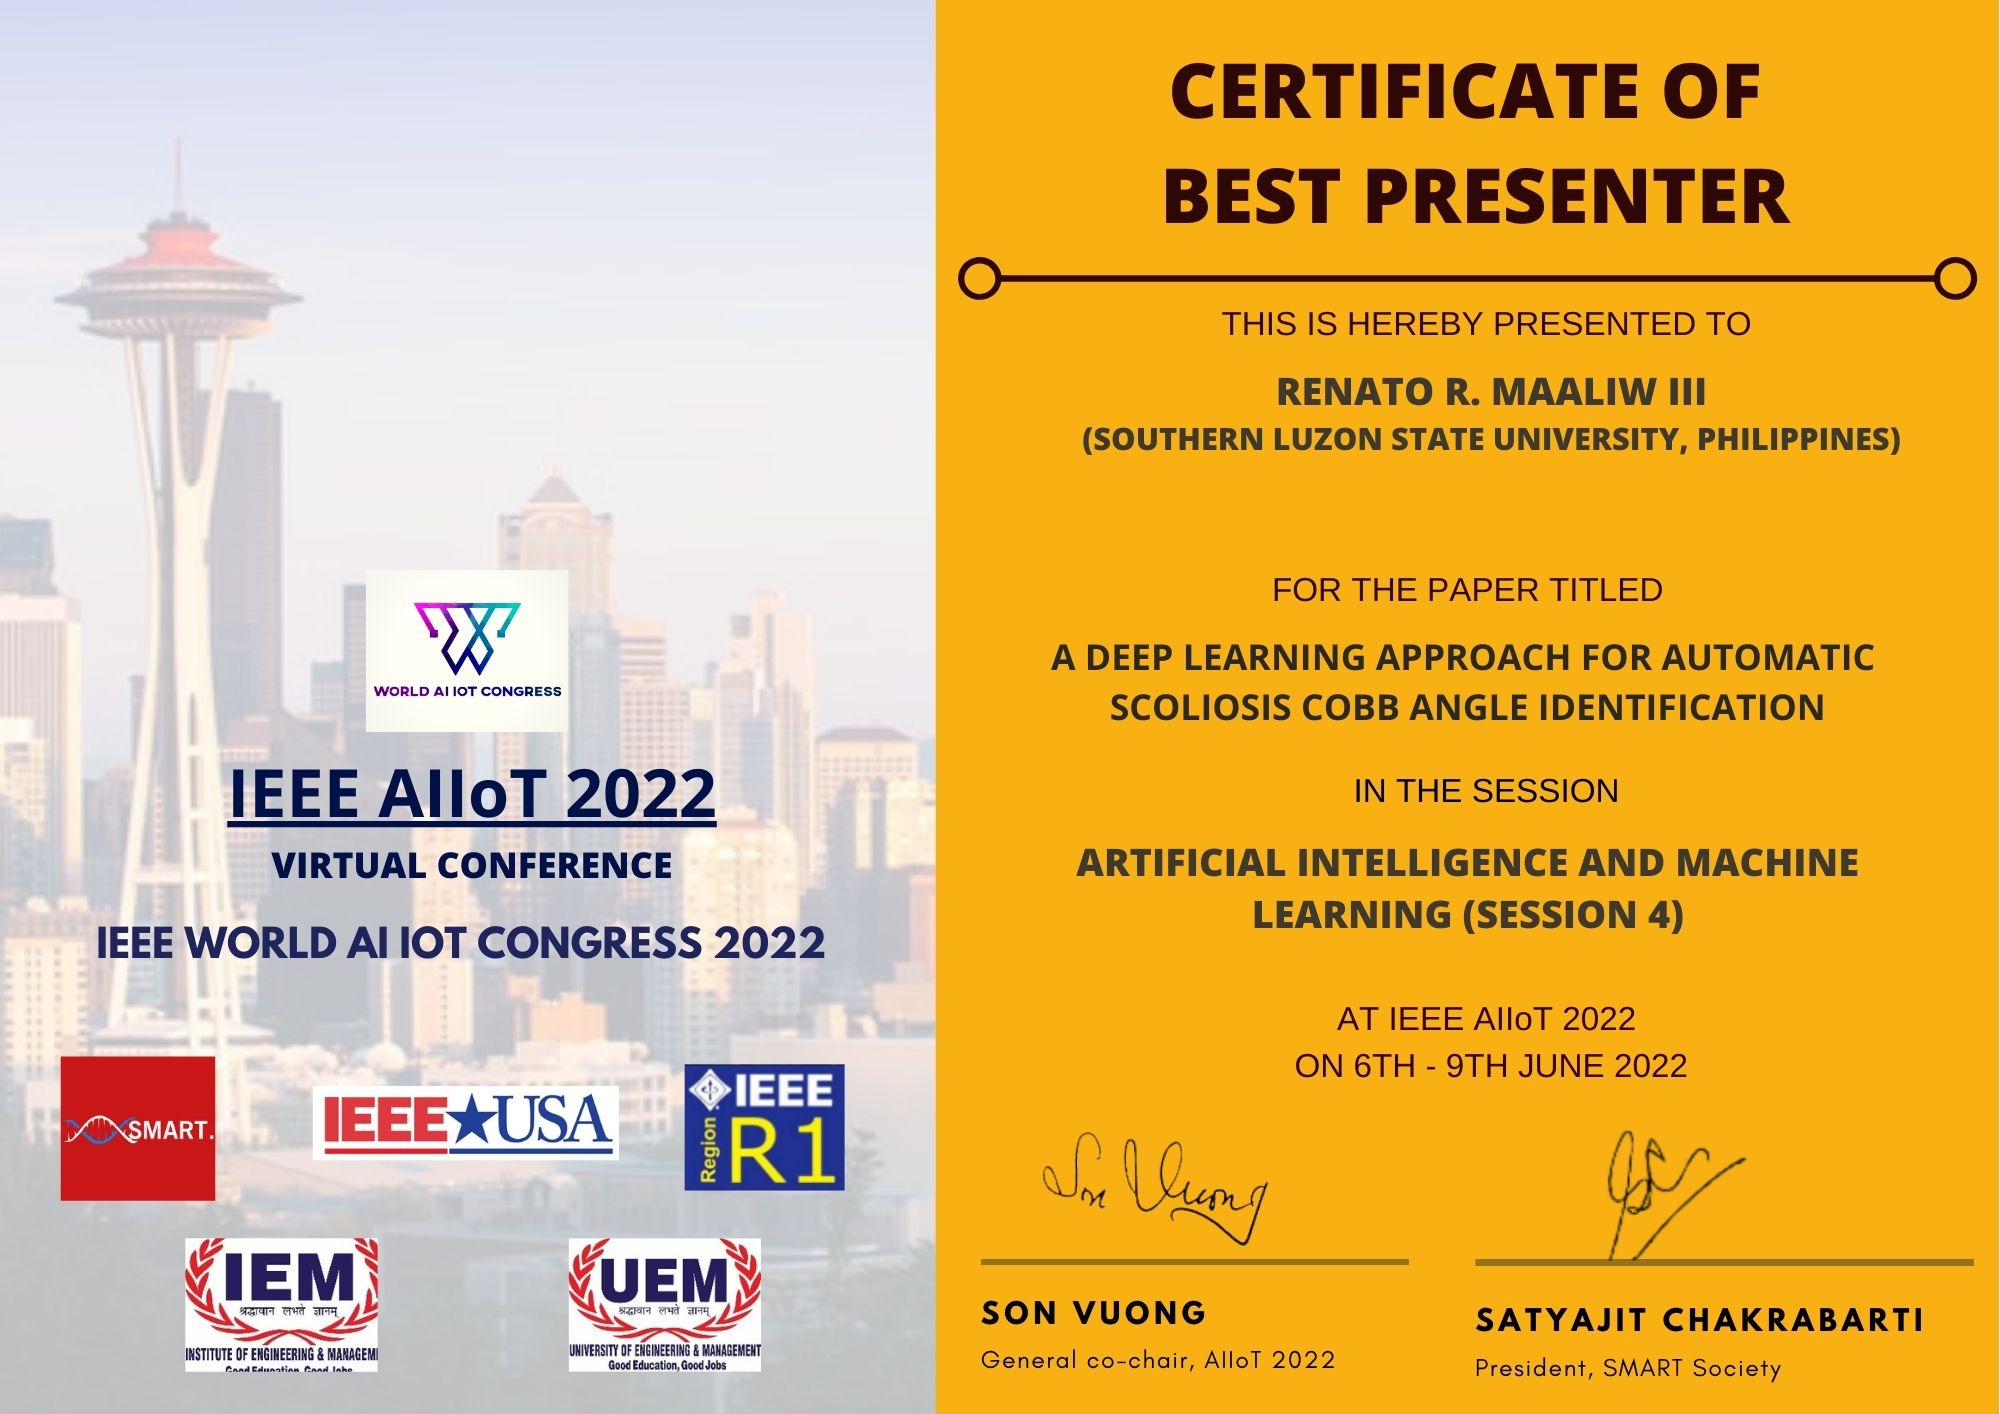 WORLD AI IOT CONGRESS
IEEE AIIoT 2022
VIRTUAL CONFERENCE
IEEE WORLD AI IOT CONGRESS 2022
SMART.
IEEE USA
IEEE
Region
R1
IEM
श्रद्धावान लभते ज्ञानम्
INSTITUTE OF ENGINEERING & MANAGEM
Good Education, Good Jobs
UEM
श्रद्धावान लभते ज्ञानम्
UNIVERSITY OF ENGINEERING & MANAGEMENT
Good Education, Good Jobs
CERTIFICATE OF
BEST PRESENTER
THIS IS HEREBY PRESENTED TO
RENATO R. MAALIW III
(SOUTHERN LUZON STATE UNIVERSITY, PHILIPPINES)
FOR THE PAPER TITLED
A DEEP LEARNING APPROACH FOR AUTOMATIC
SCOLIOSIS COBB ANGLE IDENTIFICATION
IN THE SESSION
ARTIFICIAL INTELLIGENCE AND MACHINE
LEARNING (SESSION 4)
AT IEEE AIIoT 2022
ON 6TH - 9TH JUNE 2022
Son Vuong
SON VUONG
General co-chair, AIIoT 2022
SATYAJIT CHAKRABARTI
President, SMART Society